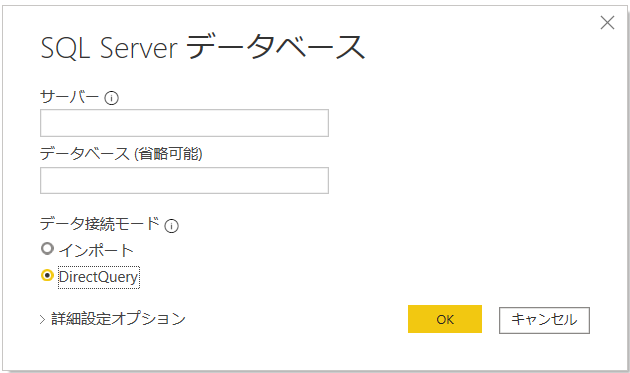 SQL Server データベース
サーバー
データベース (省略可能)
データ接続モード
インポート
DirectQuery
詳細設定オプション
OK
キャンセル